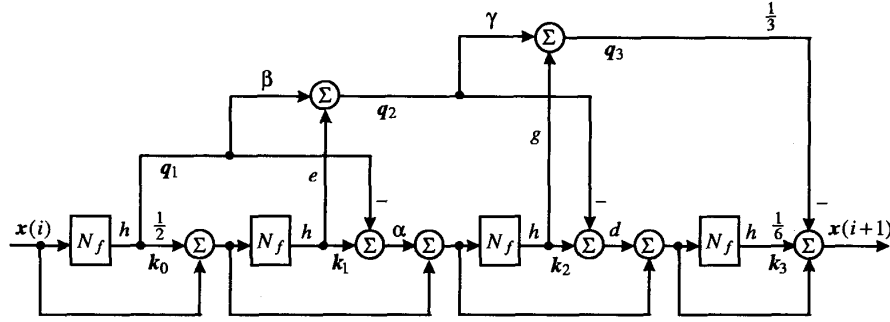 γ Σ q₃ 1/3
β Σ q₂
g
q₁ e
− −
−
x(i) N_f h 1/2 k₀ Σ N_f h k₁ Σ α Σ N_f h k₂ Σ d Σ N_f h 1/6 k₃ Σ x(i+1)